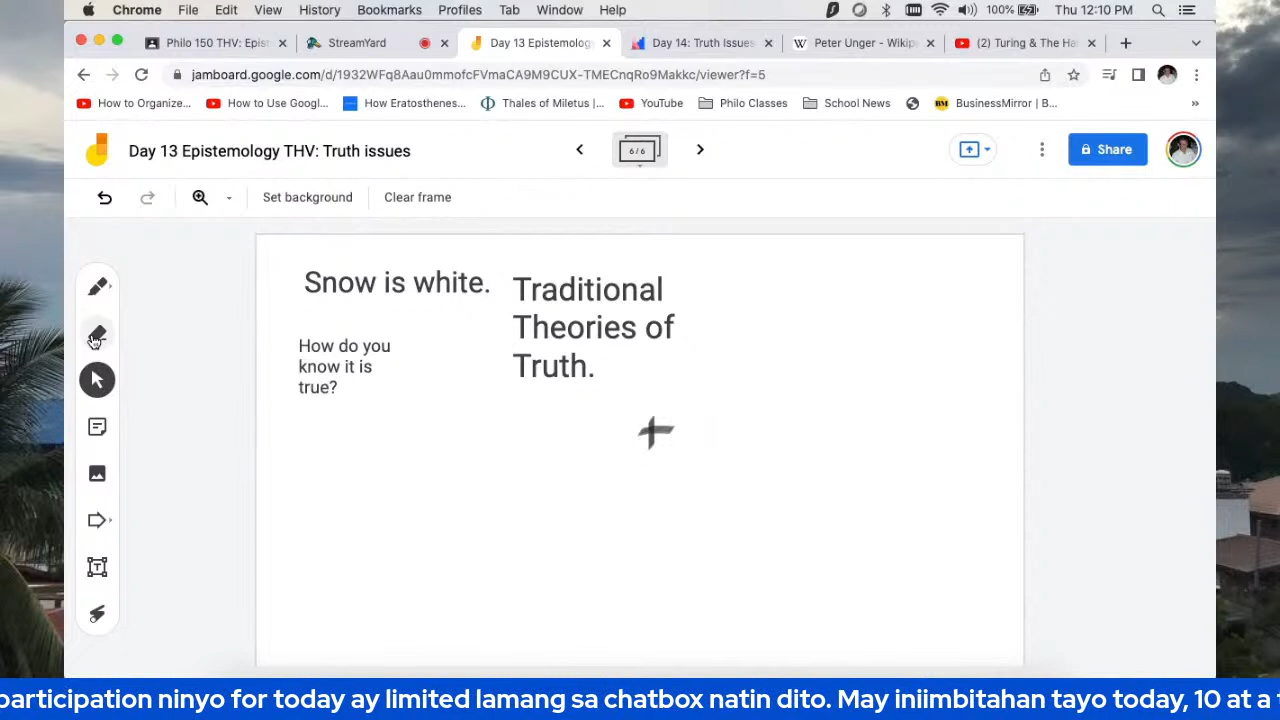 Chrome File Edit View History Bookmarks Profiles Tab Window Help 100% Thu 12:10 PM
Philo 150 THV: Epist StreamYard Day 13 Epistemology Day 14: Truth Issues Peter Unger - Wikip (2) Turing & The Ha
jamboard.google.com/d/1932WFq8Aau0mmofcFVmaCA9M9CUX-TMECnqRo9Makkc/viewer?f=5
How to Organize... How to Use Googl... How Eratosthenes... Thales of Miletus |... YouTube Philo Classes School News BM BusinessMirror | B... »
Day 13 Epistemology THV: Truth issues 6 / 6 Share
Set background Clear frame
Snow is white.
Traditional
Theories of
Truth.
How do you
know it is
true?
+
participation ninyo for today ay limited lamang sa chatbox natin dito. May iniimbitahan tayo today, 10 at a